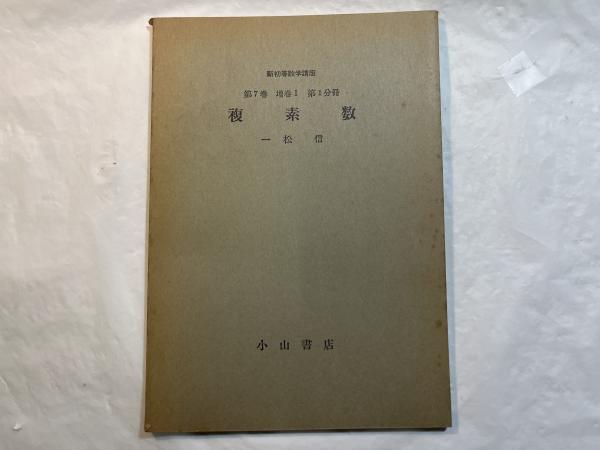 新初等数学講座
第7巻 増巻I 第1分冊
複素数
一松信
小山書店